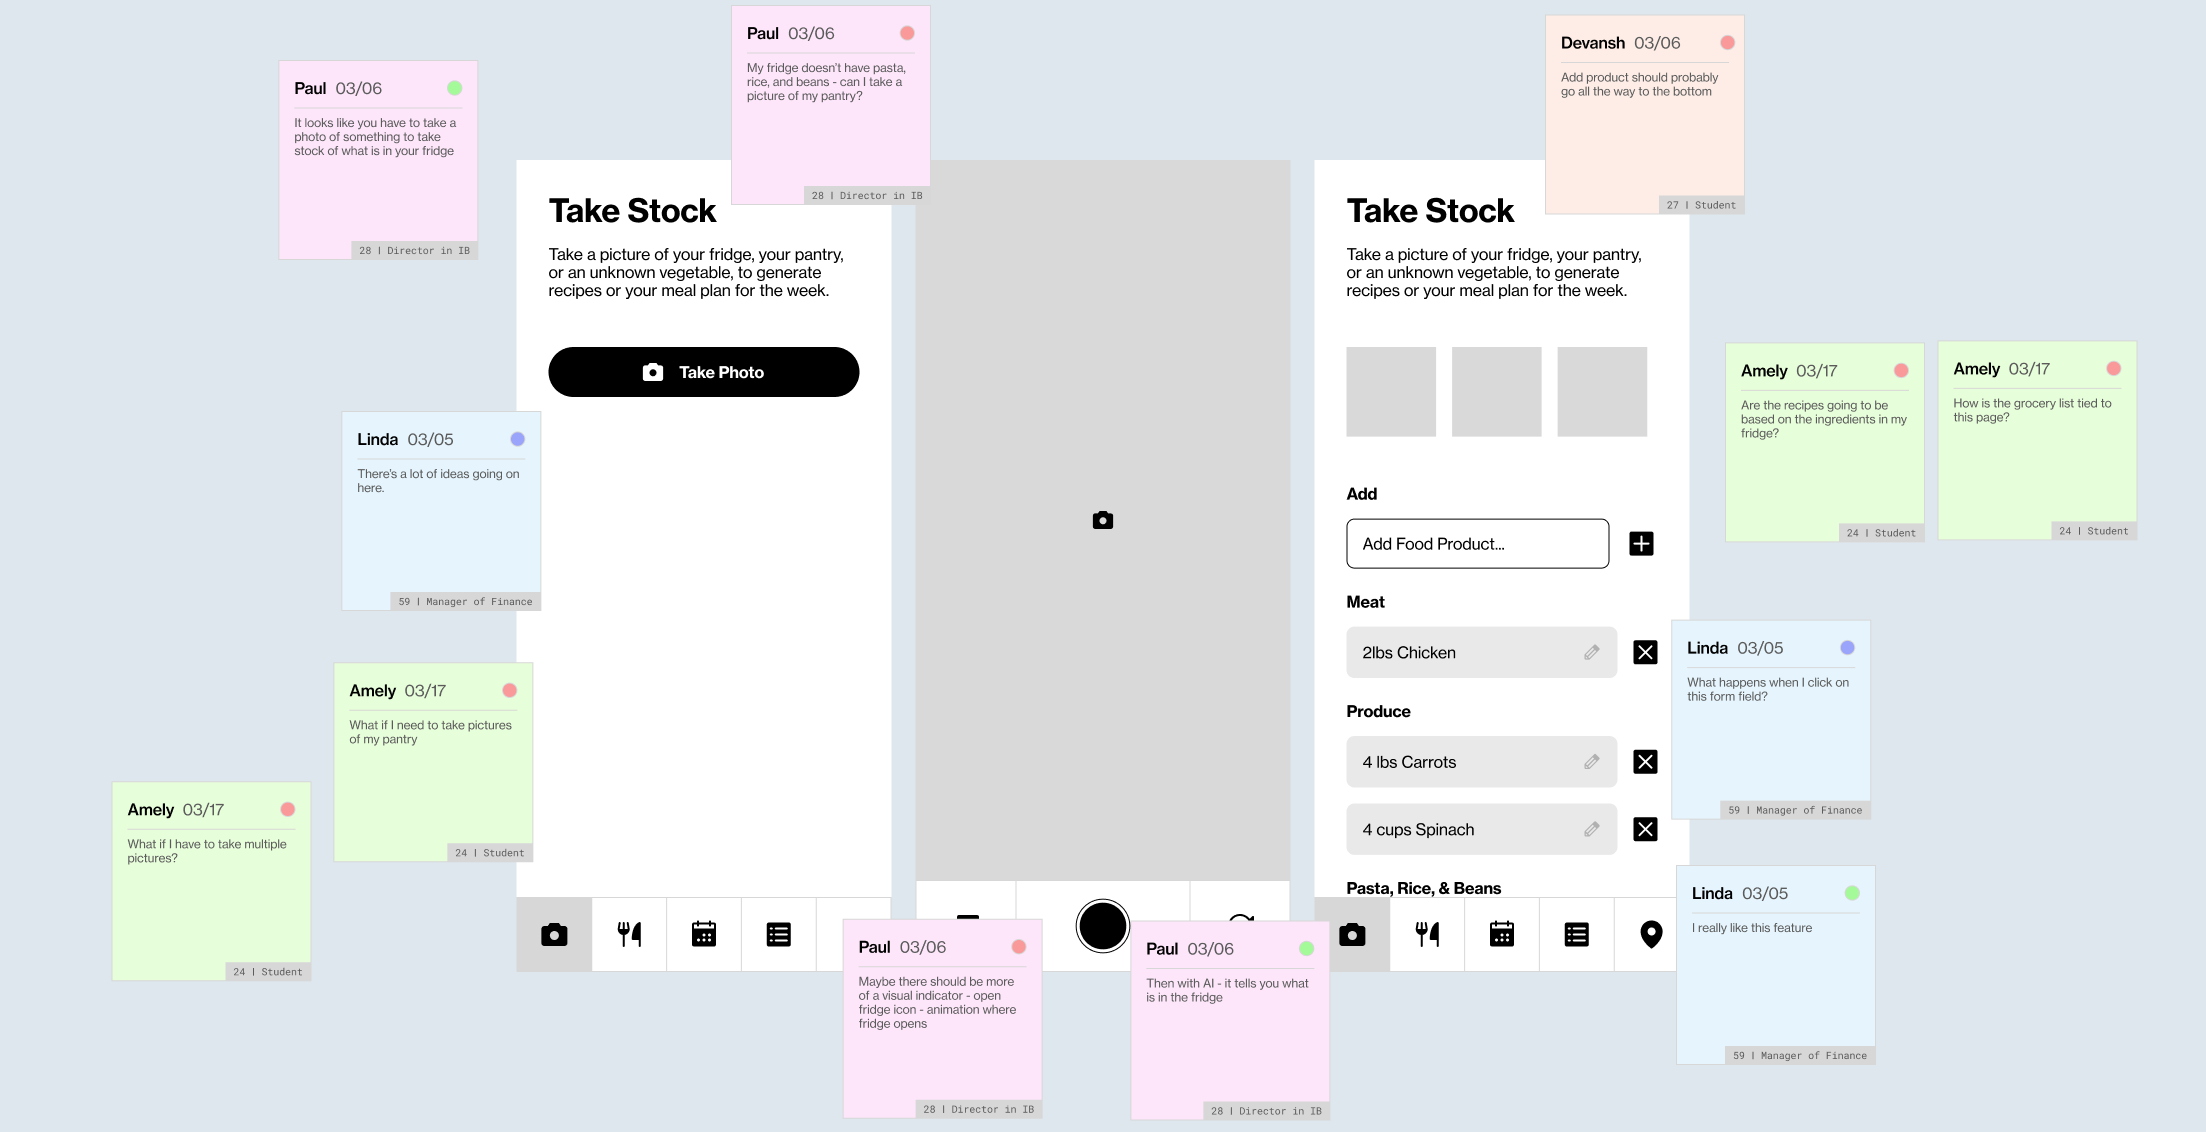 Paul 03/06
It looks like you have to take a
photo of something to take
stock of what is in your fridge
28 | Director in IB
Paul 03/06
My fridge doesn't have pasta,
rice, and beans - can I take a
picture of my pantry?
28 | Director in IB
Devansh 03/06
Add product should probably
go all the way to the bottom
27 | Student
Take Stock
Take a picture of your fridge, your pantry,
or an unknown vegetable, to generate
recipes or your meal plan for the week.
Take Photo
Linda 03/05
There's a lot of ideas going on
here.
59 | Manager of Finance
Amely 03/17
What if I need to take pictures
of my pantry
24 | Student
Amely 03/17
What if I have to take multiple
pictures?
24 | Student
Paul 03/06
Maybe there should be more
of a visual indicator - open
fridge icon - animation where
fridge opens
28 | Director in IB
Paul 03/06
Then with AI - it tells you what
is in the fridge
28 | Director in IB
Take Stock
Take a picture of your fridge, your pantry,
or an unknown vegetable, to generate
recipes or your meal plan for the week.
Add
Add Food Product...
Meat
2lbs Chicken
Produce
4 lbs Carrots
4 cups Spinach
Pasta, Rice, & Beans
Amely 03/17
Are the recipes going to be
based on the ingredients in my
fridge?
24 | Student
Amely 03/17
How is the grocery list tied to
this page?
24 | Student
Linda 03/05
What happens when I click on
this form field?
59 | Manager of Finance
Linda 03/05
I really like this feature
59 | Manager of Finance